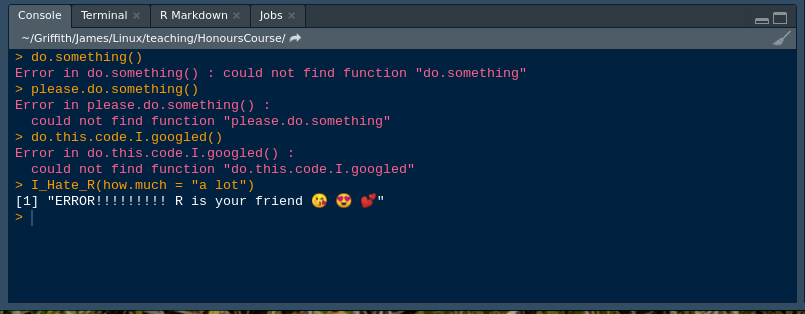 Console Terminal × R Markdown × Jobs ×
~/Griffith/James/Linux/teaching/HonoursCourse/
> do.something()
Error in do.something() : could not find function "do.something"
> please.do.something()
Error in please.do.something() :
  could not find function "please.do.something"
> do.this.code.I.googled()
Error in do.this.code.I.googled() :
  could not find function "do.this.code.I.googled"
> I_Hate_R(how.much = "a lot")
[1] "ERROR!!!!!!!!! R is your friend 😘 😍 💕"
>